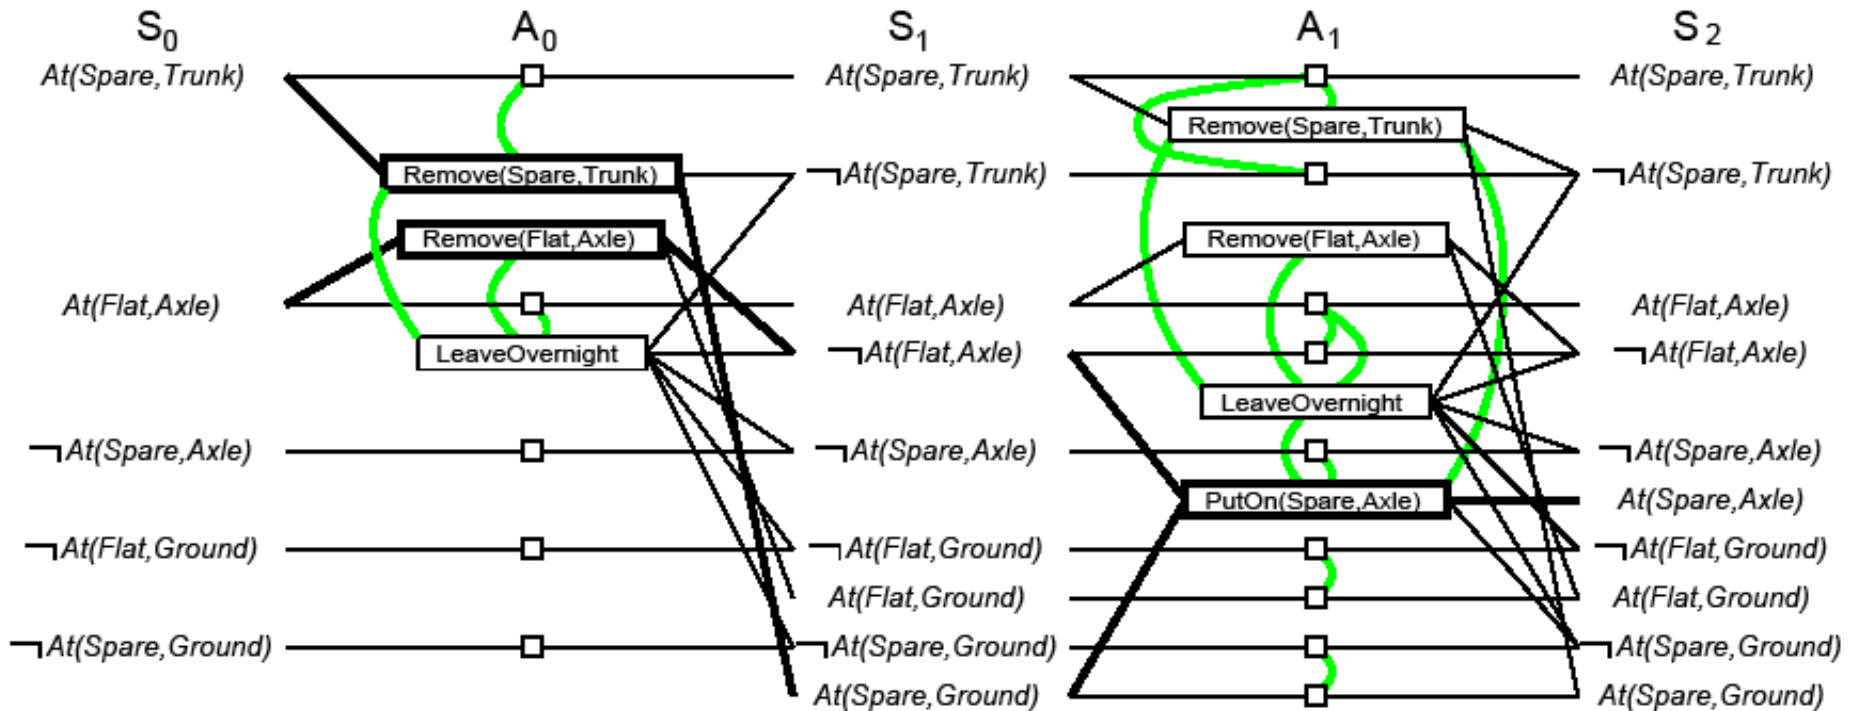 S0 A0 S1 A1 S2
At(Spare,Trunk) At(Spare,Trunk) At(Spare,Trunk)
Remove(Spare,Trunk)
Remove(Spare,Trunk) ¬At(Spare,Trunk) ¬At(Spare,Trunk)
Remove(Flat,Axle) Remove(Flat,Axle)
At(Flat,Axle) At(Flat,Axle) At(Flat,Axle)
LeaveOvernight ¬At(Flat,Axle) ¬At(Flat,Axle)
LeaveOvernight
¬At(Spare,Axle) ¬At(Spare,Axle) ¬At(Spare,Axle)
PutOn(Spare,Axle) At(Spare,Axle)
¬At(Flat,Ground) ¬At(Flat,Ground) ¬At(Flat,Ground)
At(Flat,Ground) At(Flat,Ground)
¬At(Spare,Ground) ¬At(Spare,Ground) ¬At(Spare,Ground)
At(Spare,Ground) At(Spare,Ground)